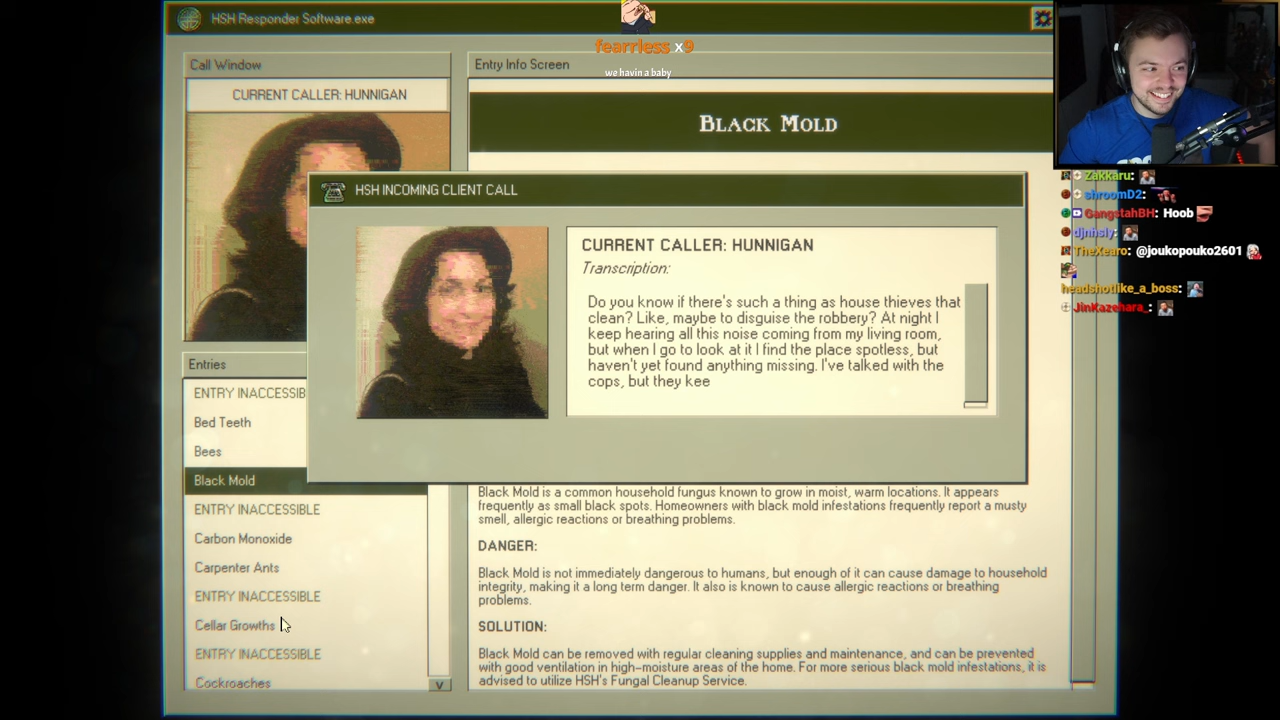 HSH Responder Software.exe
fearrless x9
we havin a baby
Call Window
CURRENT CALLER: HUNNIGAN
Entry Info Screen
BLACK MOLD
HSH INCOMING CLIENT CALL
CURRENT CALLER: HUNNIGAN
Transcription:
Do you know if there's such a thing as house thieves that
clean? Like, maybe to disguise the robbery? At night I
keep hearing all this noise coming from my living room,
but when I go to look at it I find the place spotless, but
haven't yet found anything missing. I've talked with the
cops, but they kee
Entries
ENTRY INACCESSIB
Bed Teeth
Bees
Black Mold
ENTRY INACCESSIBLE
Carbon Monoxide
Carpenter Ants
ENTRY INACCESSIBLE
Cellar Growths
ENTRY INACCESSIBLE
Cockroaches
Black Mold is a common household fungus known to grow in moist, warm locations. It appears
frequently as small black spots. Homeowners with black mold infestations frequently report a musty
smell, allergic reactions or breathing problems.
DANGER:
Black Mold is not immediately dangerous to humans, but enough of it can cause damage to household
integrity, making it a long term danger. It also is known to cause allergic reactions or breathing
problems.
SOLUTION:
Black Mold can be removed with regular cleaning supplies and maintenance, and can be prevented
with good ventilation in high-moisture areas of the home. For more serious black mold infestations, it is
advised to utilize HSH's Fungal Cleanup Service.
Zakkaru:
shroomD2:
GangstahBH: Hoob
djnhsly:
TheXearo: @joukopouko2601
headshotlike_a_boss:
JinKazehara_: